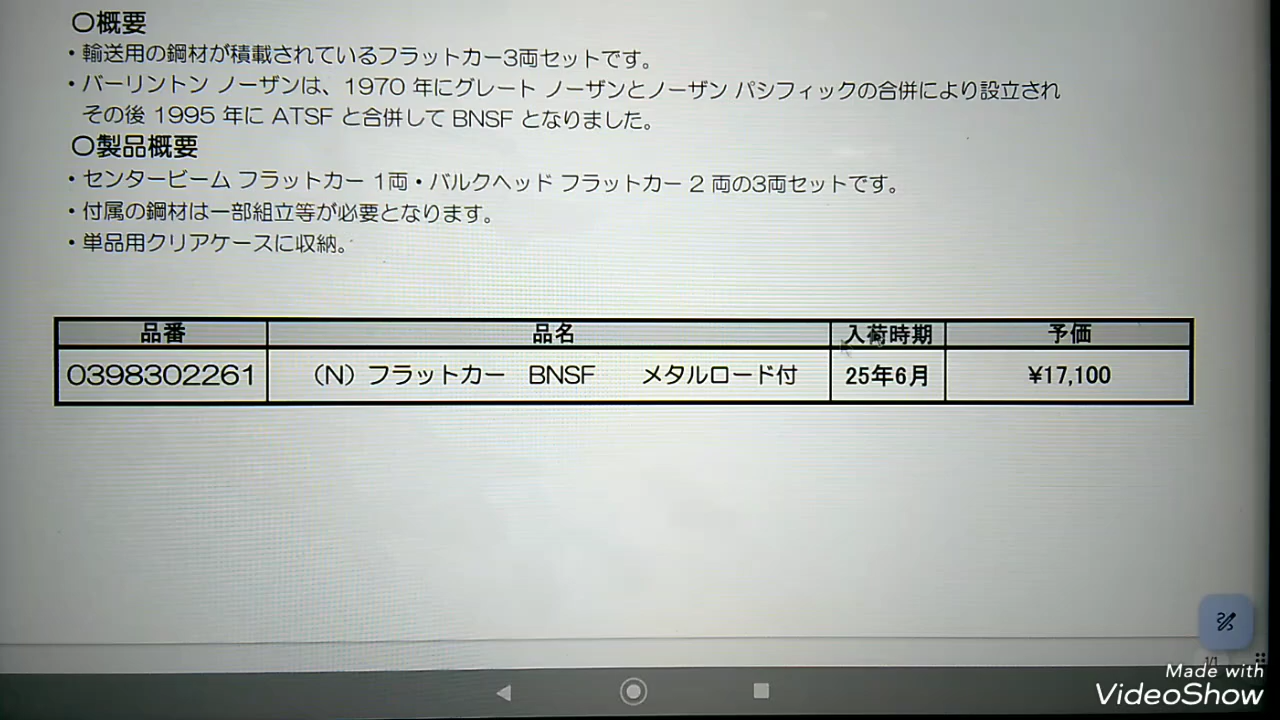 〇概要
・輸送用の鋼材が積載されているフラットカー3両セットです。
・バーリントン ノーザンは、1970 年にグレート ノーザンとノーザン パシフィックの合併により設立され
その後 1995 年に ATSF と合併して BNSF となりました。
〇製品概要
・センタービーム フラットカー 1両・バルクヘッド フラットカー 2 両の3両セットです。
・付属の鋼材は一部組立等が必要となります。
・単品用クリアケースに収納。
品番 品名 入荷時期 予価
0398302261 （N）フラットカー BNSF メタルロード付 25年6月 ¥17,100
1/1
Made with
VideoShow